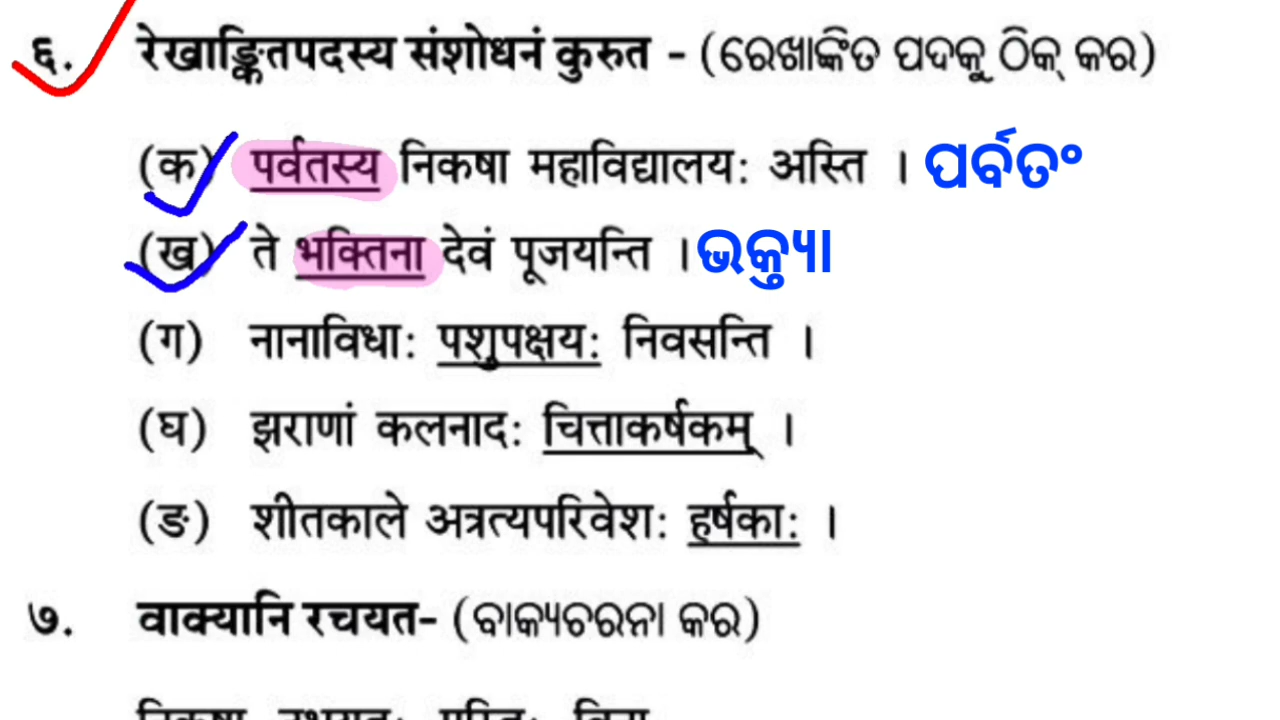 ६. रेखाङ्कितपदस्य संशोधनं कुरुत - (ରେଖାଙ୍କିତ ପଦକୁ ଠିକ୍ କର)
(क) पर्वतस्य निकषा महाविद्यालयः अस्ति । ପର୍ବତଂ
(ख) ते भक्तिना देवं पूजयन्ति । ଭକ୍ତ୍ୟା
(ग) नानाविधाः पशुपक्षयः निवसन्ति ।
(घ) झराणां कलनादः चित्ताकर्षकम् ।
(ङ) शीतकाले अत्रत्यपरिवेशः हर्षकाः ।
७. वाक्यानि रचयत- (ବାକ୍ୟଚରନା କର)